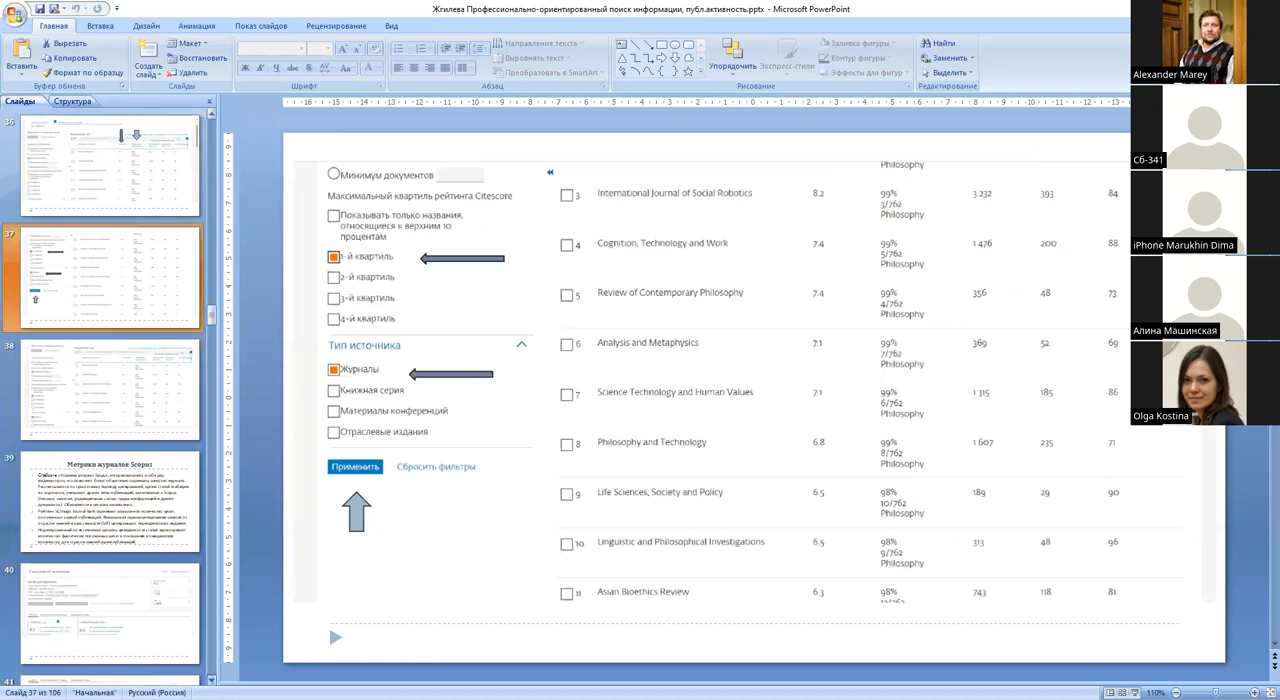 Жгилева Профессионально-ориентированный поиск информации, публ.активность.pptx - Microsoft PowerPoint
Главная Вставка Дизайн Анимация Показ слайдов Рецензирование Вид
Вставить
Вырезать
Копировать
Формат по образцу
Буфер обмена
Создать слайд
Макет
Восстановить
Удалить
Слайды
Шрифт
Направление текста
Выровнять текст
Преобразовать в SmartArt
Абзац
Упорядочить
Экспресс-стили
Заливка фигуры
Контур фигуры
Эффекты для фигур
Рисование
Найти
Заменить
Выделить
Редактирование
Слайды Структура
36
37
38
39
Метрики журналов Scopus
40
41
Минимум документов
Максимальный квартиль рейтинга Citescore
Показывать только названия,
относящиеся к верхним 10
процентам
1-й квартиль
2-й квартиль
3-й квартиль
4-й квартиль
Тип источника
Журналы
Книжная серия
Материалы конференций
Отраслевые издания
Применить Сбросить фильтры
Philosophy
3 International Journal of Social Robotics 8.2 99% 3 232 393 84
3/762
Philosophy
4 Cognition, Technology and Work 7.4 99% 1 476 200 88
5/762
Philosophy
5 Review of Contemporary Philosophy 7.4 99% 356 48 73
4/762
Philosophy
6 Analysis and Metaphysics 7.1 99% 369 52 69
7/762
Philosophy
7 Science Technology and Human Values 7.1 99% 1 315 185 86
6/762
Philosophy
8 Philosophy and Technology 6.8 99% 1 607 235 71
8/762
Philosophy
9 Life Sciences, Society and Policy 6.5 98% 189 29 90
10/762
Philosophy
10 Linguistic and Philosophical Investigations 6.5 98% 313 48 96
9/762
Philosophy
11 Asian Bioethics Review 6.3 98% 743 118 81
Alexander Marey
Сб-341
iPhone Marukhin Dima
Алина Машинская
Olga Kostina
Слайд 37 из 106 "Начальная" Русский (Россия) 110%